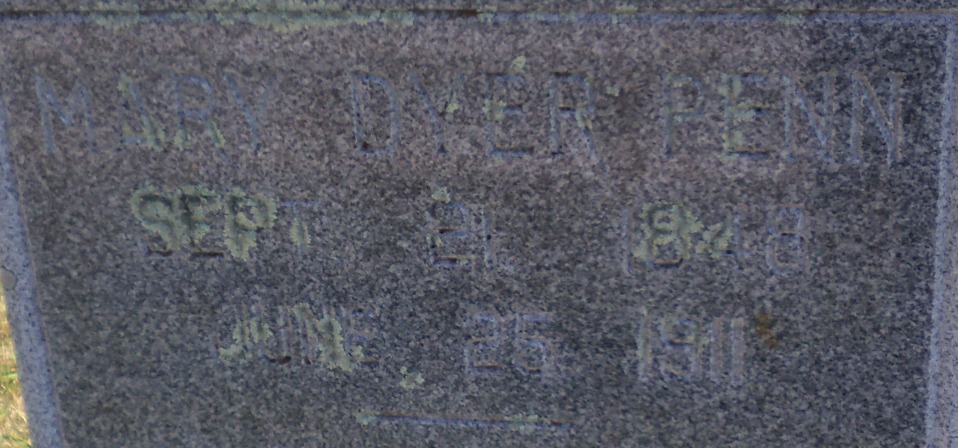 MARY DYER PENN
SEPT 21 1848
JUNE 25 1911